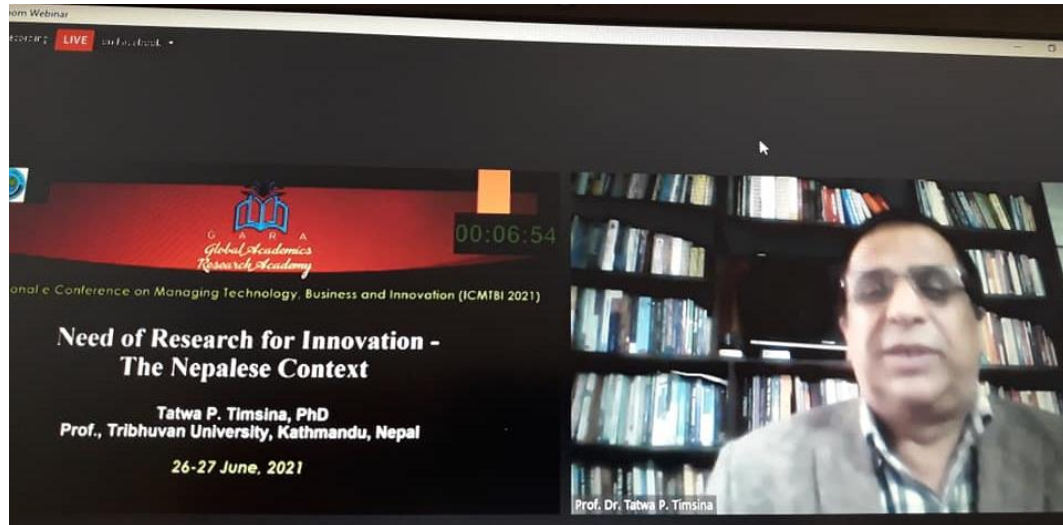 oom Webinar
LIVE
00:06:54
G A R A
Global Academics
Research Academy
onal e Conference on Managing Technology, Business and Innovation (ICMTBI 2021)
Need of Research for Innovation -
The Nepalese Context
Tatwa P. Timsina, PhD
Prof., Tribhuvan University, Kathmandu, Nepal
26-27 June, 2021
Prof. Dr. Tatwa P. Timsina